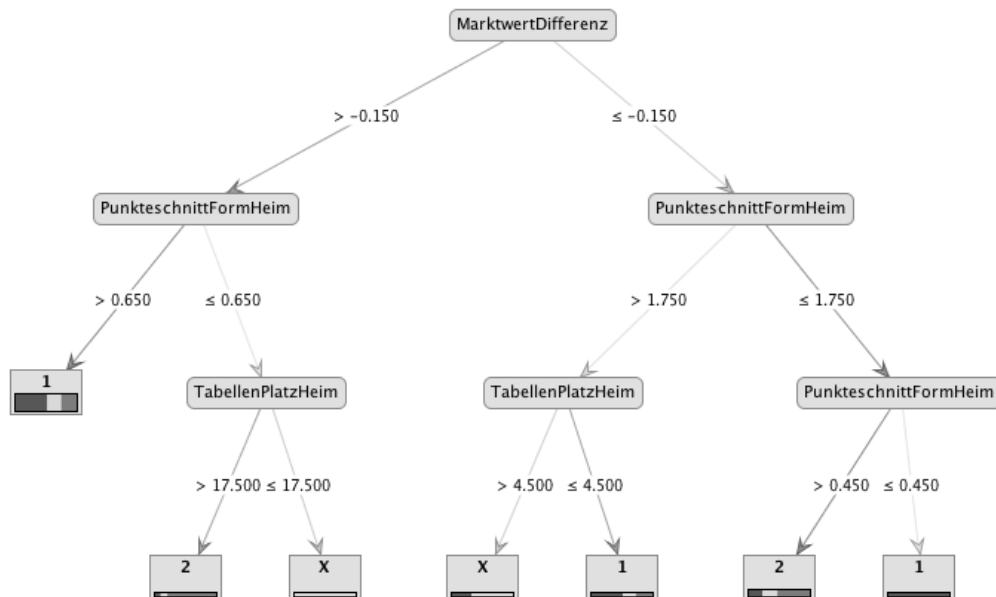 MarktwertDifferenz
> -0.150 ≤ -0.150
PunkteschnittFormHeim PunkteschnittFormHeim
> 0.650 ≤ 0.650 > 1.750 ≤ 1.750
1
TabellenPlatzHeim TabellenPlatzHeim PunkteschnittFormHeim
> 17.500 ≤ 17.500 > 4.500 ≤ 4.500 > 0.450 ≤ 0.450
2 X X 1 2 1